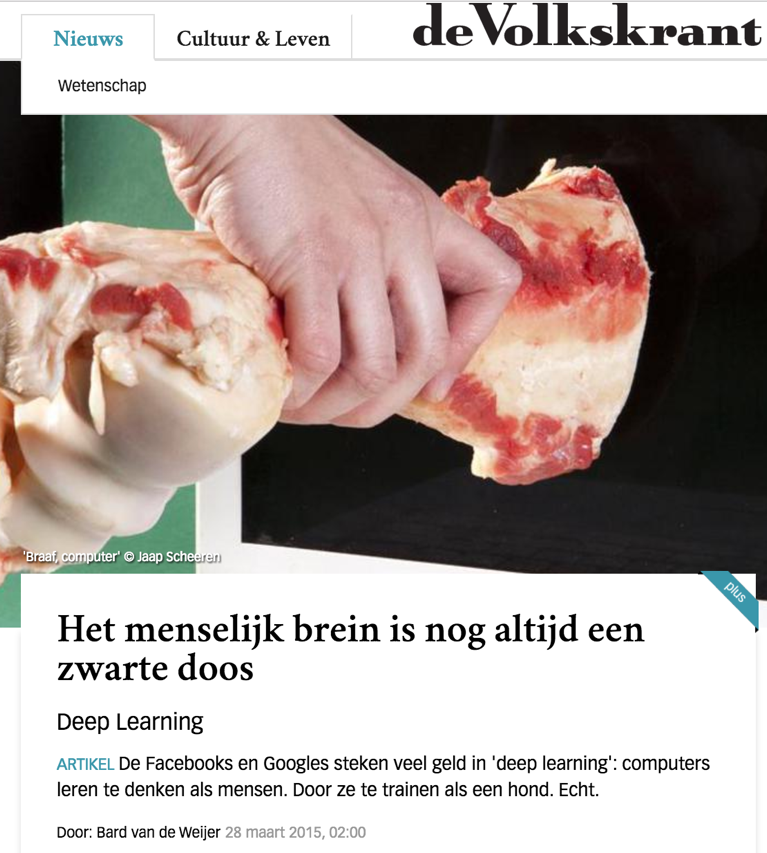 deVolkskrant
Nieuws
Cultuur & Leven
Wetenschap
'Braaf, computer' © Jaap Scheeren
plus
Het menselijk brein is nog altijd een
zwarte doos
Deep Learning
ARTIKEL De Facebooks en Googles steken veel geld in 'deep learning': computers
leren te denken als mensen. Door ze te trainen als een hond. Echt.
Door: Bard van de Weijer 28 maart 2015, 02:00